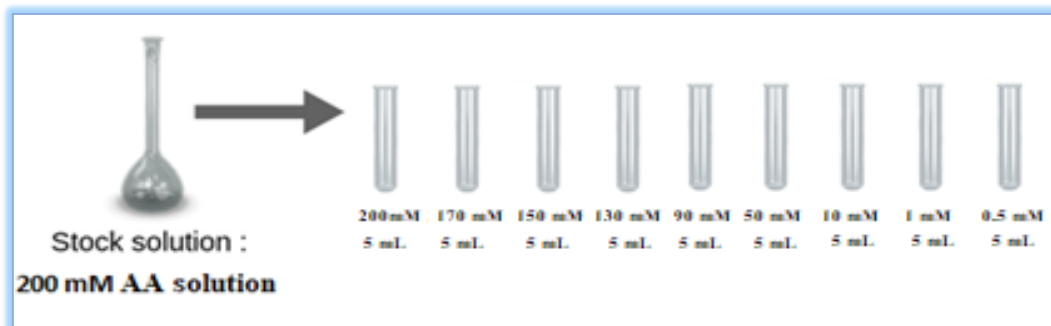 200mM 170 mM 150 mM 130 mM 90 mM 50 mM 10 mM 1 mM 0.5 mM
5 mL 5 mL 5 mL 5 mL 5 mL 5 mL 5 mL 5 mL 5 mL
Stock solution :
200 mM AA solution